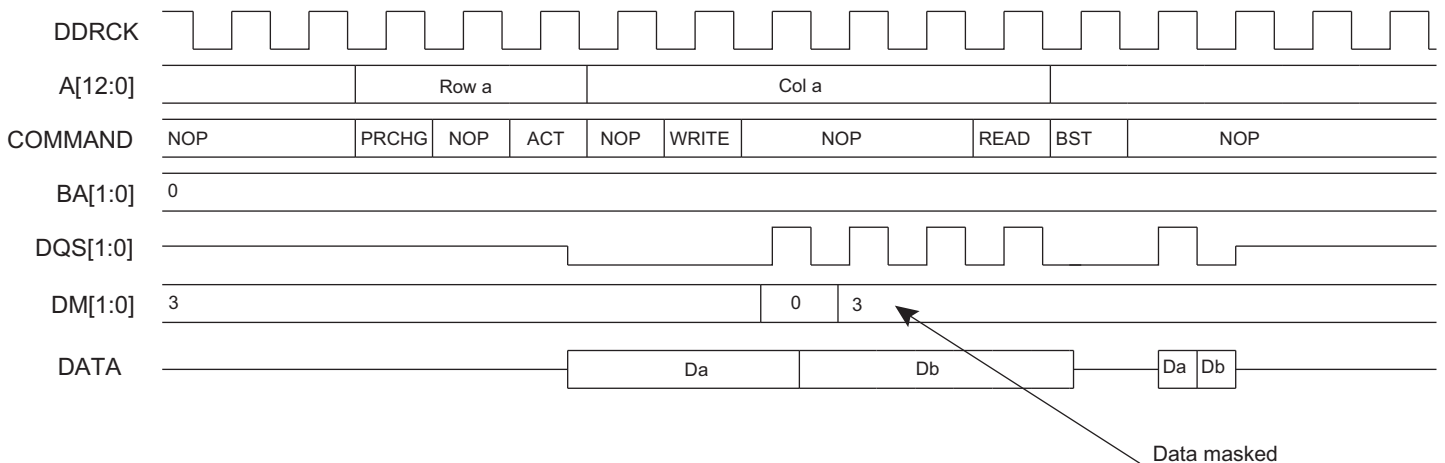 DDRCK
A[12:0] Row a Col a
COMMAND NOP PRCHG NOP ACT NOP WRITE NOP READ BST NOP
BA[1:0] 0
DQS[1:0]
DM[1:0] 3 0 3
DATA Da Db Da Db
Data masked